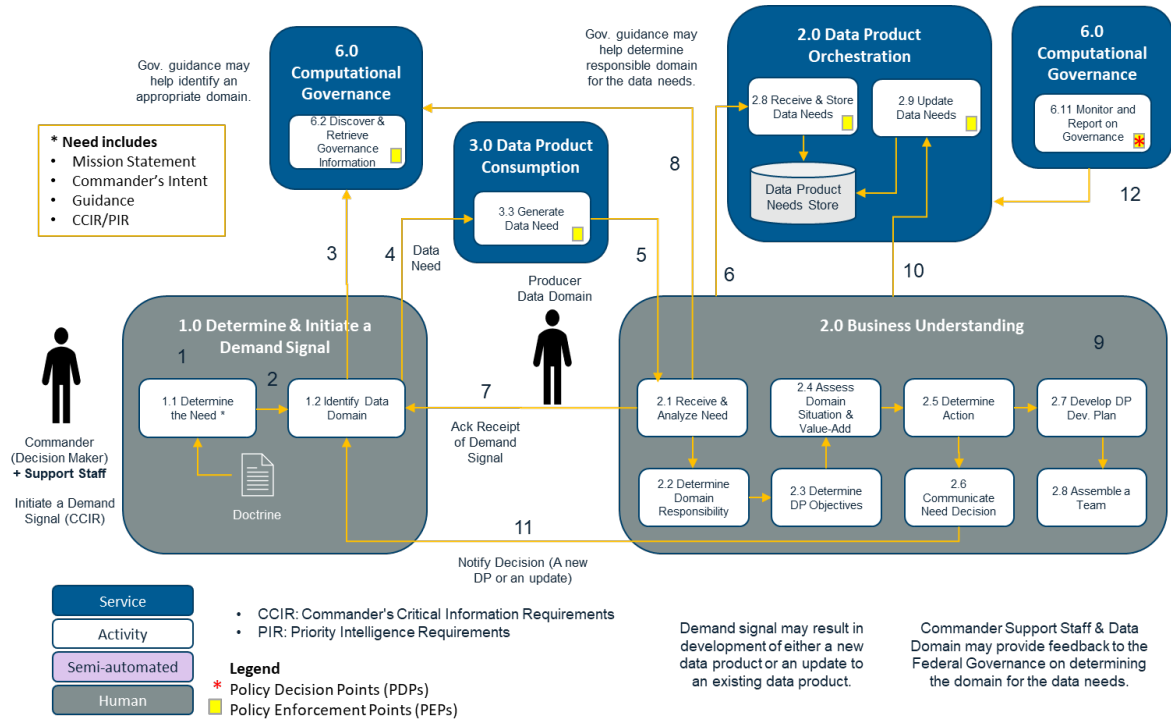 Gov. guidance may
help identify an
appropriate domain.
6.0
Computational
Governance
6.2 Discover &
Retrieve
Governance
Information
Gov. guidance may
help determine
responsible domain
for the data needs.
2.0 Data Product
Orchestration
2.8 Receive & Store
Data Needs
2.9 Update
Data Needs
Data Product
Needs Store
6.0
Computational
Governance
6.11 Monitor and
Report on
Governance
*
* Need includes
• Mission Statement
• Commander's Intent
• Guidance
• CCIR/PIR
3.0 Data Product
Consumption
3.3 Generate
Data Need
3
4
Data
Need
5
8
6
10
12
Producer
Data Domain
1.0 Determine & Initiate a
Demand Signal
1
2
1.1 Determine
the Need *
1.2 Identify Data
Domain
Doctrine
Commander
(Decision Maker)
+ Support Staff
Initiate a Demand
Signal (CCIR)
7
Ack Receipt
of Demand
Signal
2.0 Business Understanding
9
2.1 Receive &
Analyze Need
2.4 Assess
Domain
Situation &
Value-Add
2.5 Determine
Action
2.7 Develop DP
Dev. Plan
2.2 Determine
Domain
Responsibility
2.3 Determine
DP Objectives
2.6
Communicate
Need Decision
2.8 Assemble a
Team
11
Notify Decision (A new
DP or an update)
Service
Activity
Semi-automated
Human
• CCIR: Commander's Critical Information Requirements
• PIR: Priority Intelligence Requirements
Legend
* Policy Decision Points (PDPs)
Policy Enforcement Points (PEPs)
Demand signal may result in
development of either a new
data product or an update to
an existing data product.
Commander Support Staff & Data
Domain may provide feedback to the
Federal Governance on determining
the domain for the data needs.